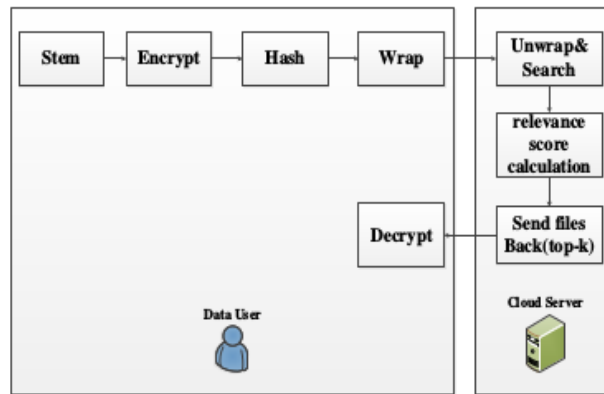 Stem
Encrypt
Hash
Wrap
Unwrap&
Search
relevance
score
calculation
Send files
Back(top-k)
Decrypt
Data User
Cloud Server